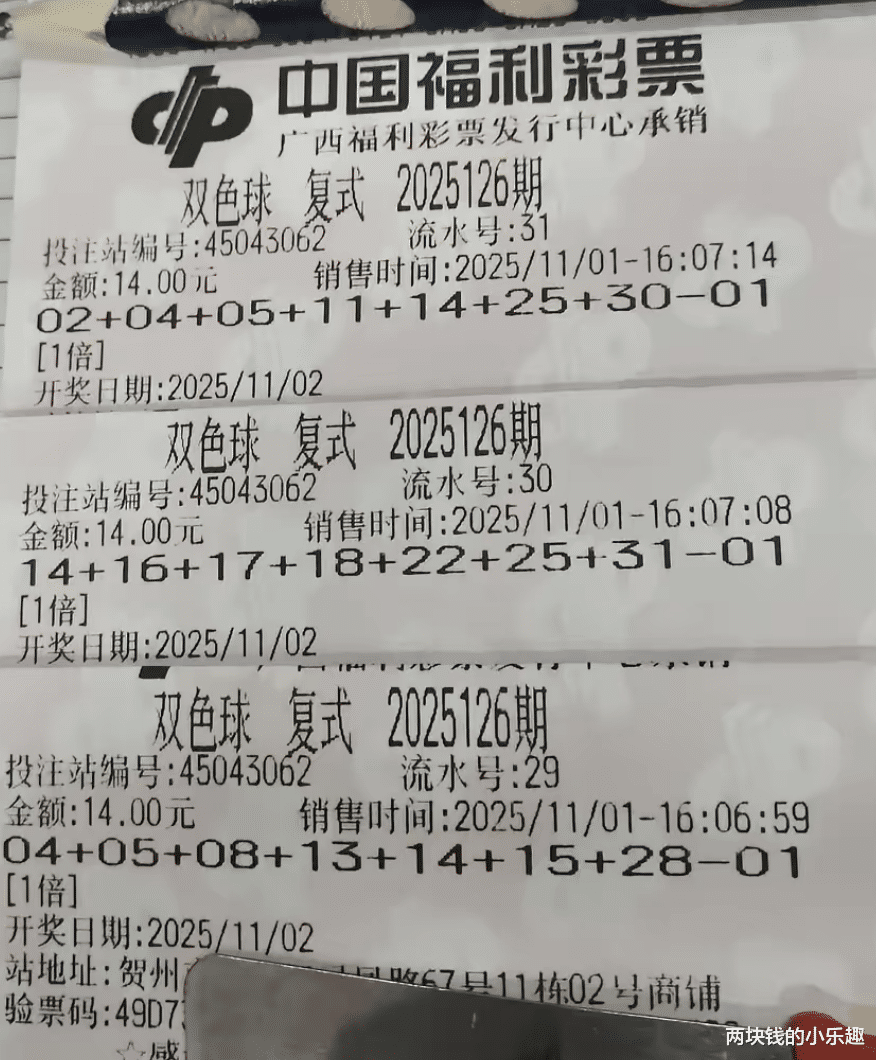 中国福利彩票
广西福利彩票发行中心承销
双色球 复式 2025126期
投注站编号:45043062 流水号:31
金额:14.00元 销售时间:2025/11/01-16:07:14
02+04+05+11+14+25+30-01
[1倍]
开奖日期:2025/11/02
双色球 复式 2025126期
投注站编号:45043062 流水号:30
金额:14.00元 销售时间:2025/11/01-16:07:08
14+16+17+18+22+25+31-01
[1倍]
开奖日期:2025/11/02
双色球 复式 2025126期
投注站编号:45043062 流水号:29
金额:14.00元 销售时间:2025/11/01-16:06:59
04+05+08+13+14+15+28-01
[1倍]
开奖日期:2025/11/02
站地址:贺州 路67号11栋02号商铺
验票码:49D7
☆感
两块钱的小乐趣